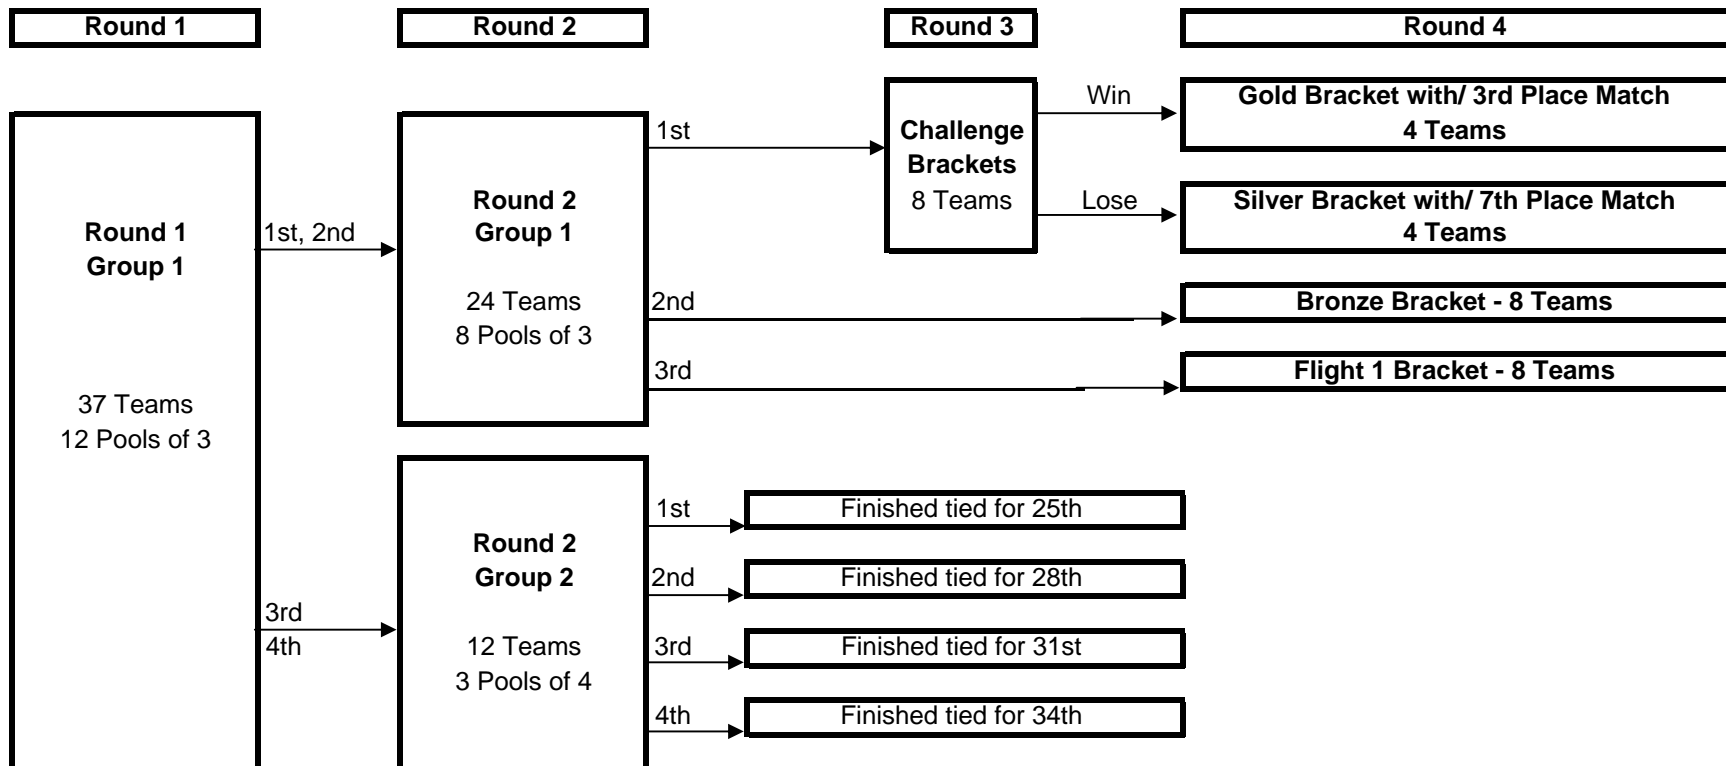 Round 1
Round 2
Round 3
Round 4
Round 1
Group 1
37 Teams
12 Pools of 3
1st, 2nd
3rd
4th
Round 2
Group 1
24 Teams
8 Pools of 3
1st
2nd
3rd
Challenge
Brackets
8 Teams
Win
Lose
Gold Bracket with/ 3rd Place Match
4 Teams
Silver Bracket with/ 7th Place Match
4 Teams
Bronze Bracket - 8 Teams
Flight 1 Bracket - 8 Teams
Round 2
Group 2
12 Teams
3 Pools of 4
1st
Finished tied for 25th
2nd
Finished tied for 28th
3rd
Finished tied for 31st
4th
Finished tied for 34th